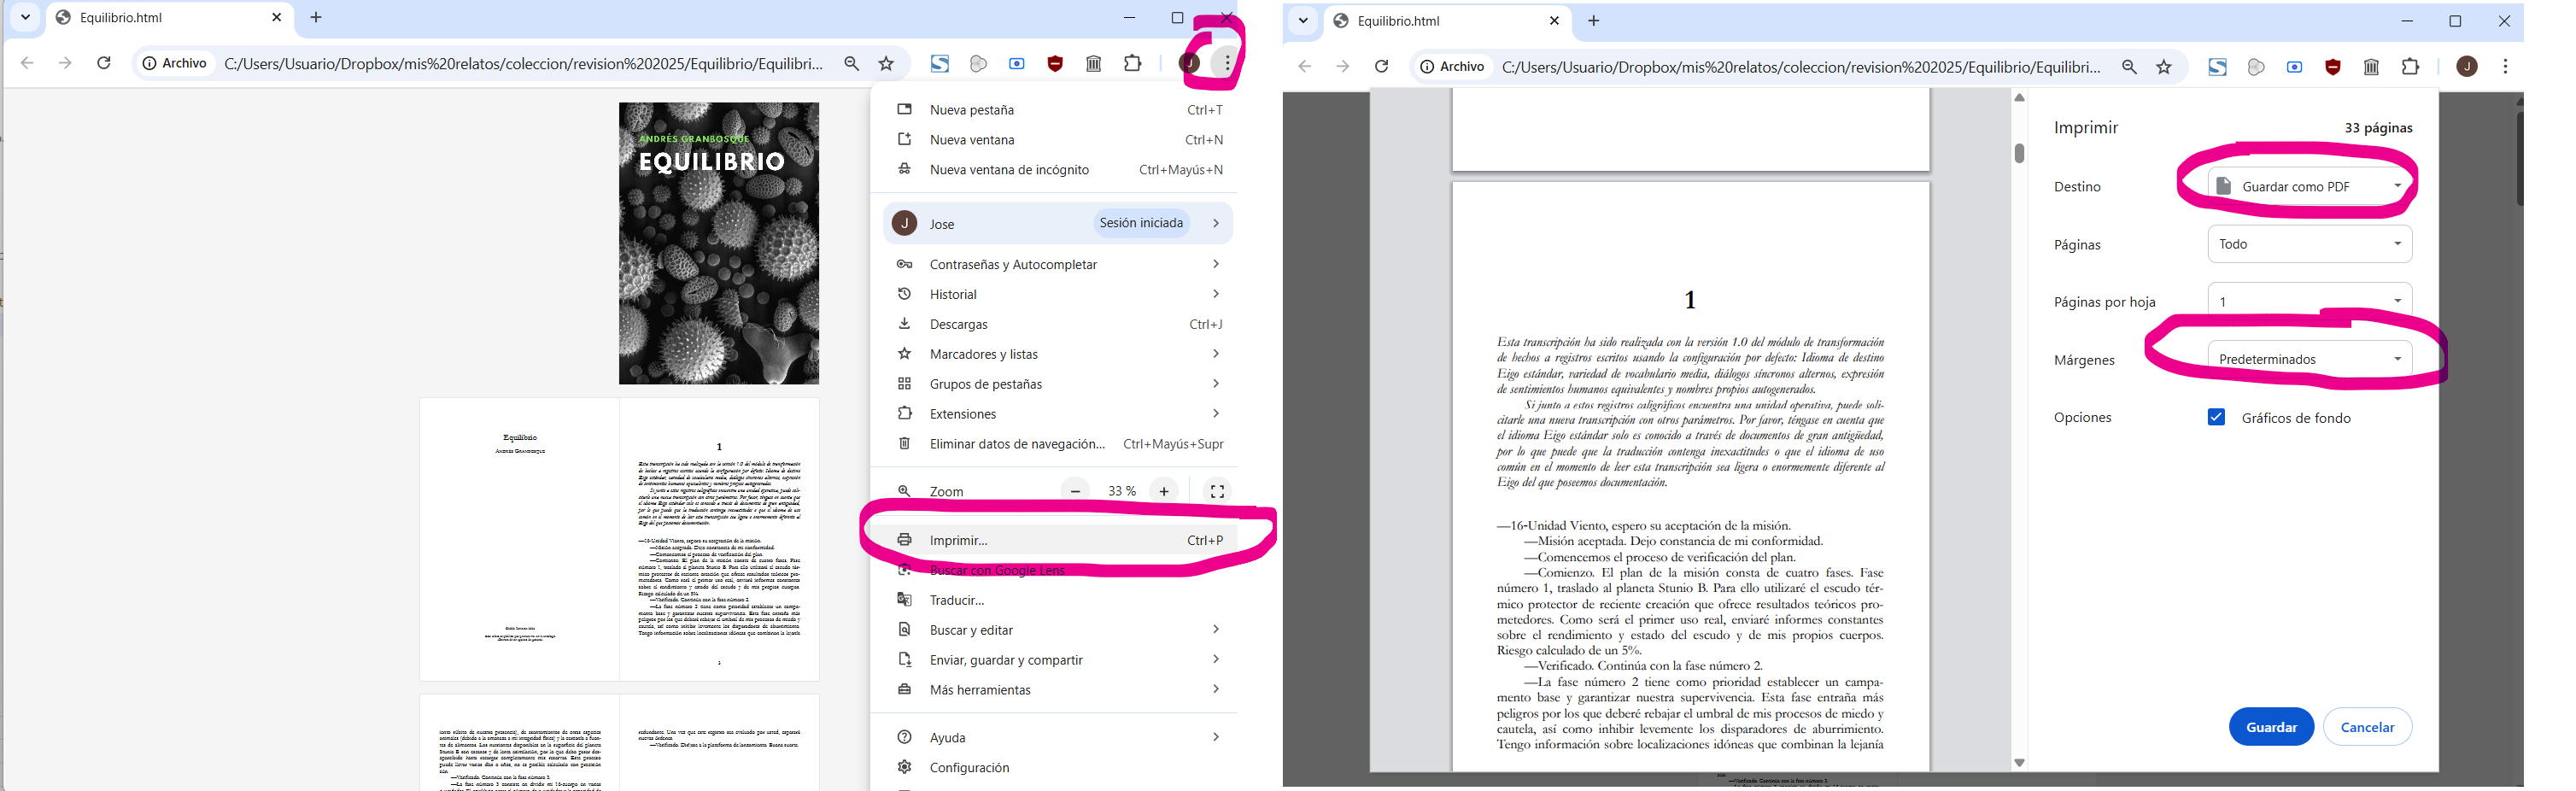 Equilibrio.html
Archivo
C:/Users/Usuario/Dropbox/mis%20relatos/coleccion/revision%202025/Equilibrio/Equilibri...
J
ANDRÉS GRANBOSQUE
EQUILIBRIO
Equilibrio
ANDRÉS GRANBOSQUE
1
Nueva pestaña Ctrl+T
Nueva ventana Ctrl+N
Nueva ventana de incógnito Ctrl+Mayús+N
J Jose Sesión iniciada
Contraseñas y Autocompletar
Historial
Descargas Ctrl+J
Marcadores y listas
Grupos de pestañas
Extensiones
Eliminar datos de navegación... Ctrl+Mayús+Supr
Zoom − 33 % +
Imprimir... Ctrl+P
Buscar con Google Lens
Traducir...
Buscar y editar
Enviar, guardar y compartir
Más herramientas
Ayuda
Configuración
Equilibrio.html
Archivo
C:/Users/Usuario/Dropbox/mis%20relatos/coleccion/revision%202025/Equilibrio/Equilibri...
J
1
Esta transcripción ha sido realizada con la versión 1.0 del módulo de transformación
de hechos a registros escritos usando la configuración por defecto: Idioma de destino
Eigo estándar, variedad de vocabulario media, diálogos síncronos alternos, expresión
de sentimientos humanos equivalentes y nombres propios autogenerados.
Si junto a estos registros caligráficos encuentra una unidad operativa, puede soli-
citarle una nueva transcripción con otros parámetros. Por favor, téngase en cuenta que
el idioma Eigo estándar solo es conocido a través de documentos de gran antigüedad,
por lo que puede que la traducción contenga inexactitudes o que el idioma de uso
común en el momento de leer esta transcripción sea ligera o enormemente diferente al
Eigo del que poseemos documentación.
—16-Unidad Viento, espero su aceptación de la misión.
—Misión aceptada. Dejo constancia de mi conformidad.
—Comencemos el proceso de verificación del plan.
—Comienzo. El plan de la misión consta de cuatro fases. Fase
número 1, traslado al planeta Stunio B. Para ello utilizaré el escudo tér-
mico protector de reciente creación que ofrece resultados teóricos pro-
metedores. Como será el primer uso real, enviaré informes constantes
sobre el rendimiento y estado del escudo y de mis propios cuerpos.
Riesgo calculado de un 5%.
—Verificado. Continúa con la fase número 2.
—La fase número 2 tiene como prioridad establecer un campa-
mento base y garantizar nuestra supervivencia. Esta fase entraña más
peligros por los que deberé rebajar el umbral de mis procesos de miedo y
cautela, así como inhibir levemente los disparadores de aburrimiento.
Tengo información sobre localizaciones idóneas que combinan la lejanía
Imprimir 33 páginas
Destino Guardar como PDF
Páginas Todo
Páginas por hoja 1
Márgenes Predeterminados
Opciones Gráficos de fondo
Guardar Cancelar